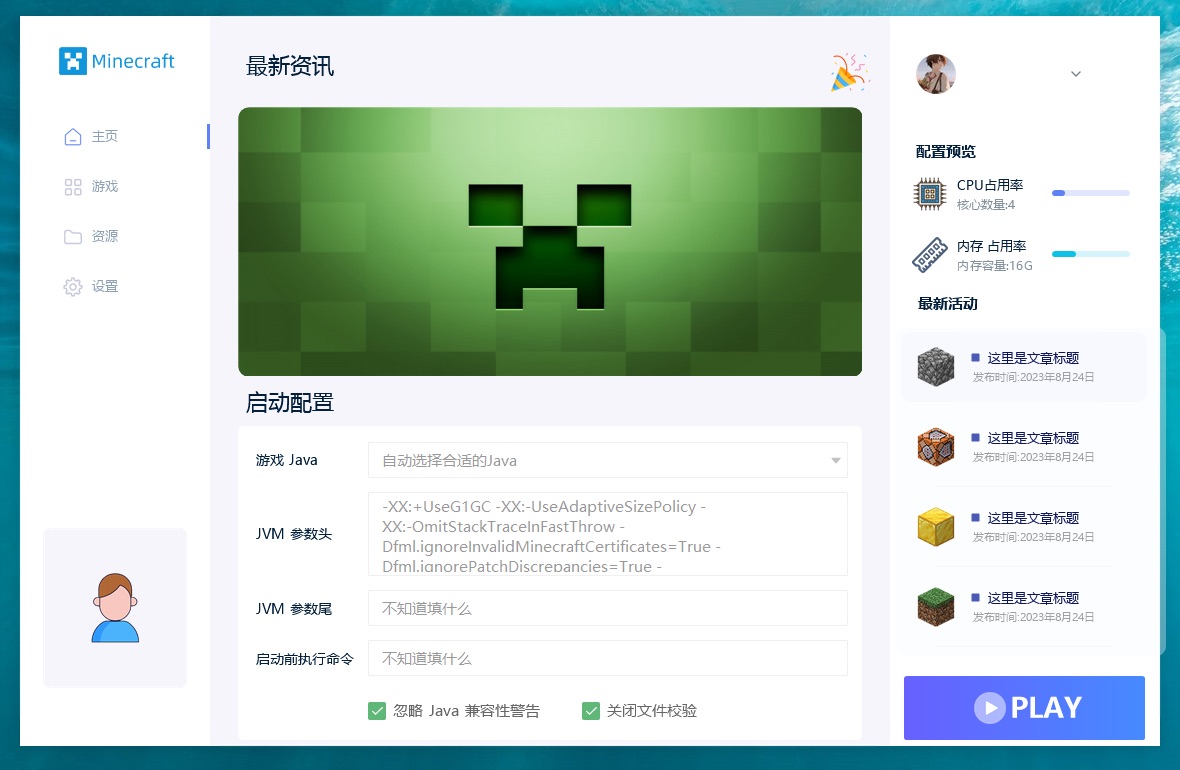 Minecraft
主页
游戏
资源
设置
最新资讯
启动配置
游戏 Java
自动选择合适的Java
JVM 参数头
-XX:+UseG1GC -XX:-UseAdaptiveSizePolicy -
XX:-OmitStackTraceInFastThrow -
Dfml.ignoreInvalidMinecraftCertificates=True -
Dfml.ignorePatchDiscrepancies=True -
JVM 参数尾
不知道填什么
启动前执行命令
不知道填什么
忽略 Java 兼容性警告
关闭文件校验
配置预览
CPU占用率
核心数量:4
内存 占用率
内存容量:16G
最新活动
这里是文章标题
发布时间:2023年8月24日
这里是文章标题
发布时间:2023年8月24日
这里是文章标题
发布时间:2023年8月24日
这里是文章标题
发布时间:2023年8月24日
PLAY